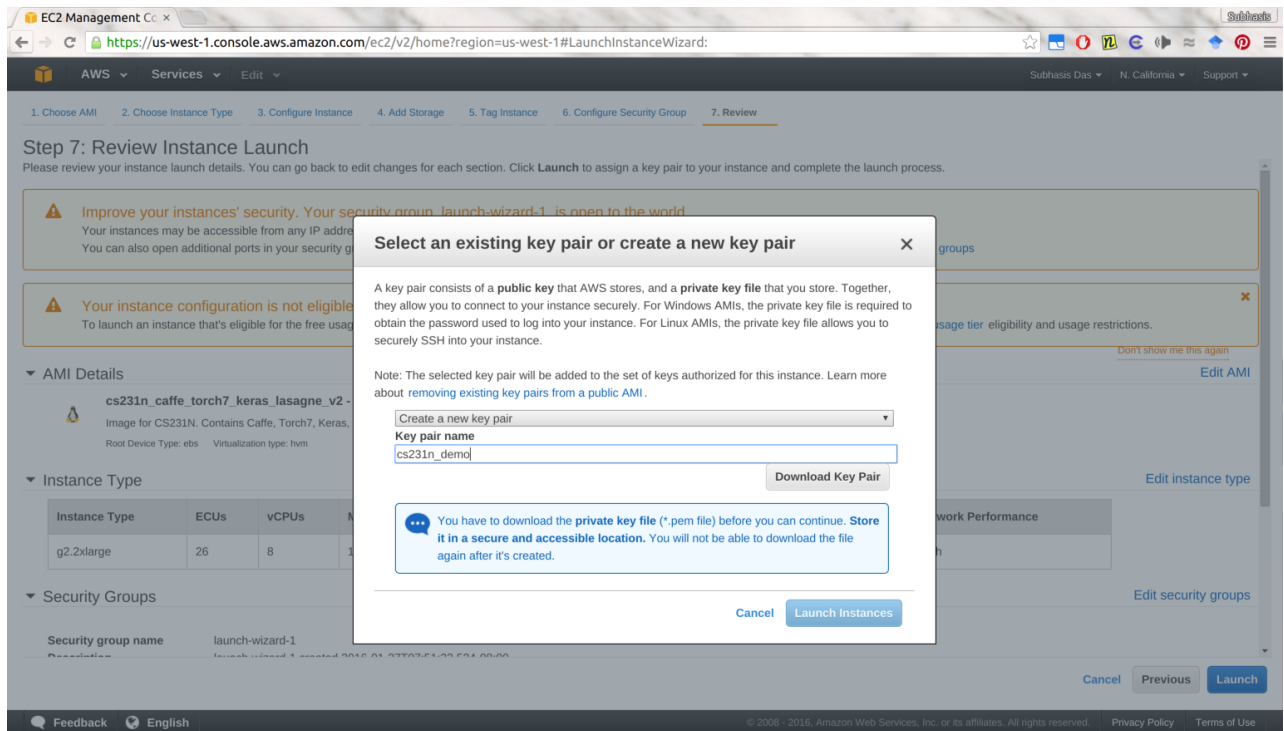 EC2 Management Co ×
Subhasis
https://us-west-1.console.aws.amazon.com/ec2/v2/home?region=us-west-1#LaunchInstanceWizard:
AWS Services Edit
Subhasis Das N. California Support
1. Choose AMI 2. Choose Instance Type 3. Configure Instance 4. Add Storage 5. Tag Instance 6. Configure Security Group 7. Review
Step 7: Review Instance Launch
Please review your instance launch details. You can go back to edit changes for each section. Click Launch to assign a key pair to your instance and complete the launch process.
Improve your instances' security. Your security group, launch-wizard-1, is open to the world.
Your instances may be accessible from any IP addre
You can also open additional ports in your security g
groups
Your instance configuration is not eligible
To launch an instance that's eligible for the free usag
usage tier eligibility and usage restrictions.
Don't show me this again
AMI Details
Edit AMI
cs231n_caffe_torch7_keras_lasagne_v2 -
Image for CS231N. Contains Caffe, Torch7, Keras,
Root Device Type: ebs Virtualization type: hvm
Instance Type
Edit instance type
Instance Type ECUs vCPUs
work Performance
g2.2xlarge 26 8
Security Groups
Edit security groups
Security group name launch-wizard-1
Description launch-wizard-1 created 2016-01-27T07:51:22.524-08:00
Select an existing key pair or create a new key pair ×
A key pair consists of a public key that AWS stores, and a private key file that you store. Together,
they allow you to connect to your instance securely. For Windows AMIs, the private key file is required to
obtain the password used to log into your instance. For Linux AMIs, the private key file allows you to
securely SSH into your instance.
Note: The selected key pair will be added to the set of keys authorized for this instance. Learn more
about removing existing key pairs from a public AMI.
Create a new key pair
Key pair name
cs231n_demo
Download Key Pair
You have to download the private key file (*.pem file) before you can continue. Store
it in a secure and accessible location. You will not be able to download the file
again after it's created.
Cancel Launch Instances
Cancel Previous Launch
Feedback English
© 2008 - 2016, Amazon Web Services, Inc. or its affiliates. All rights reserved. Privacy Policy Terms of Use